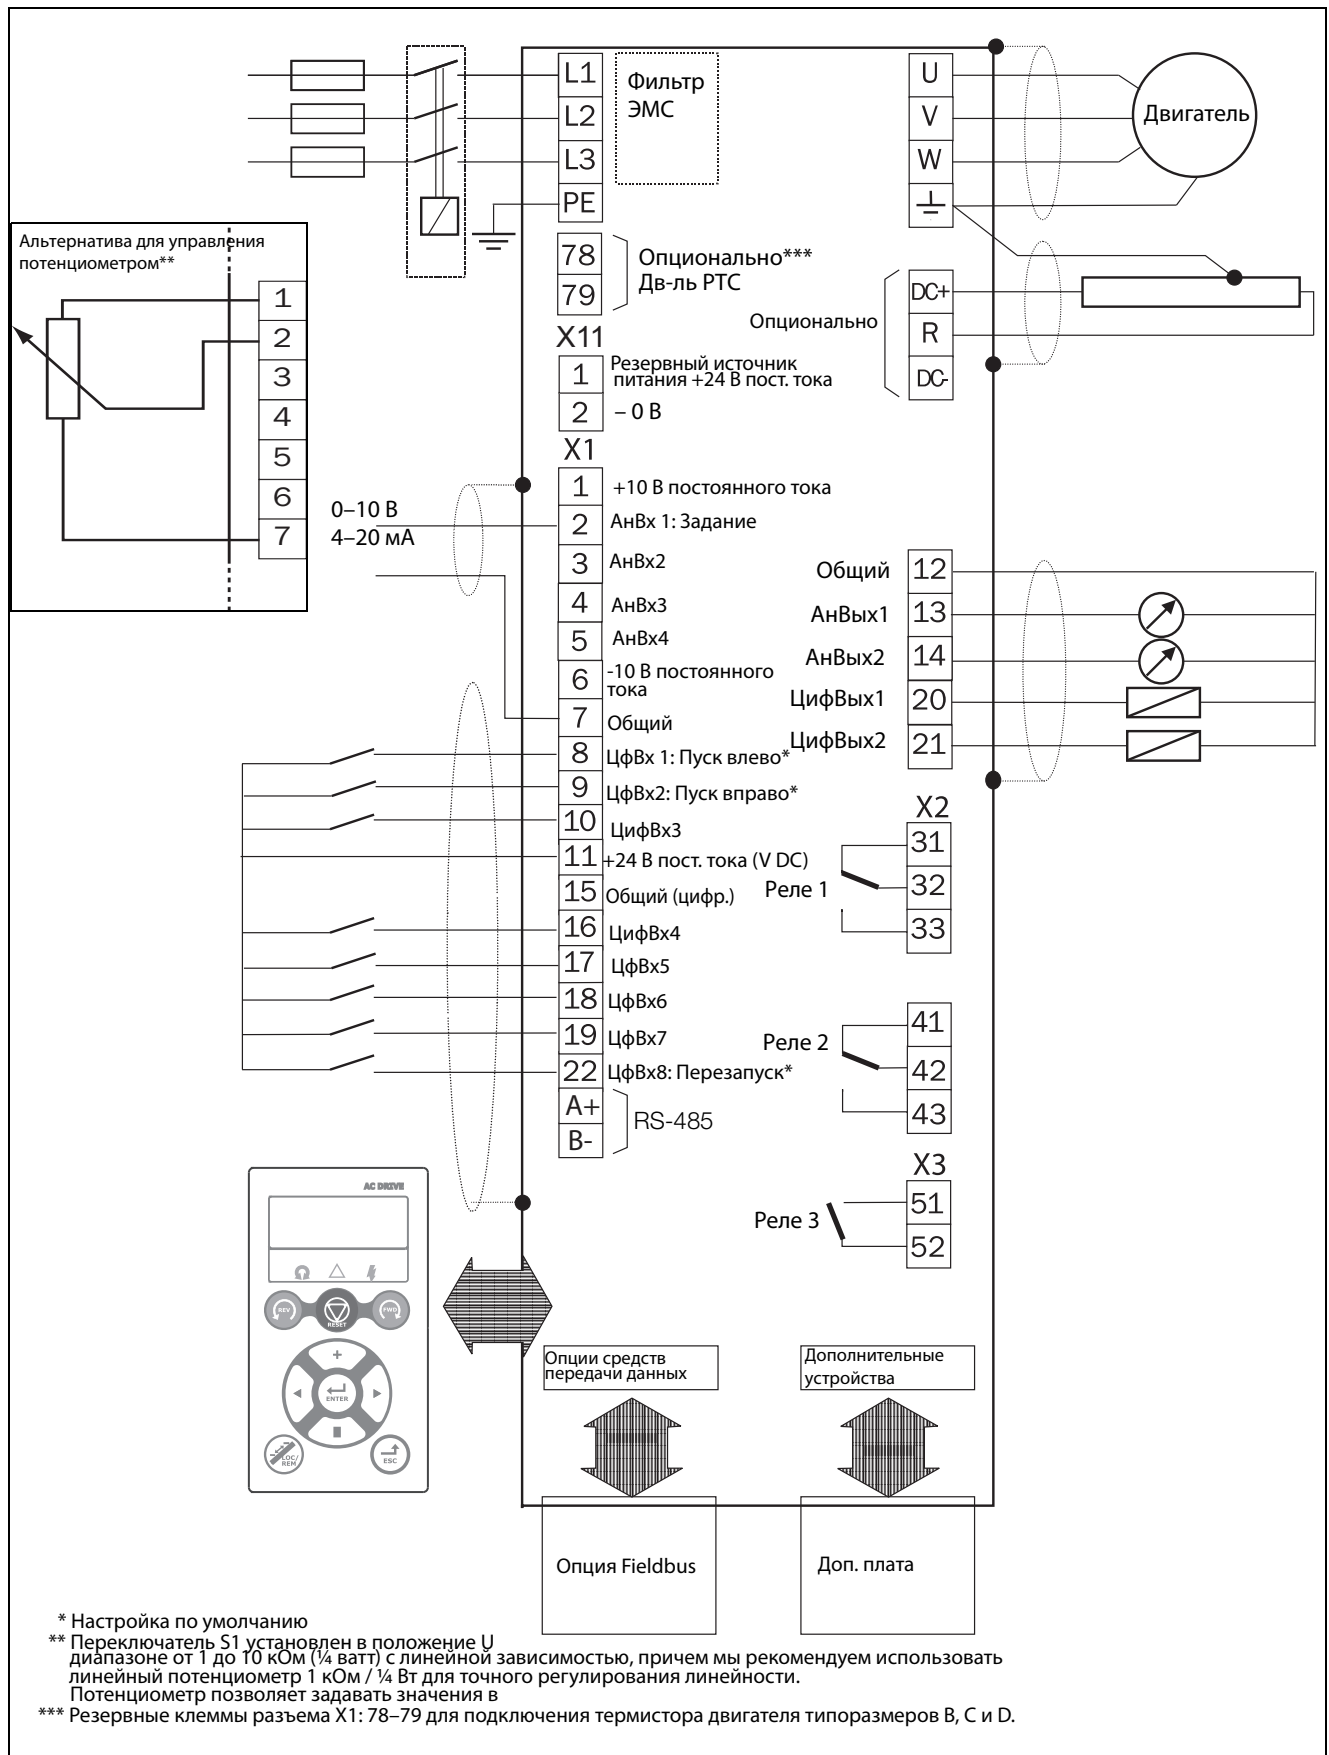 L1
L2
L3
PE
Фильтр
ЭМС
U
V
W
Двигатель
Альтернатива для управления
потенциометром**
1
2
3
4
5
6
7
78
79
Опционально***
Дв-ль PTC
X11
1
Резервный источник
питания +24 В пост. тока
2
– 0 В
Опционально
DC+
R
DC-
X1
1
+10 В постоянного тока
0–10 В
4–20 мА
2
АнВх 1: Задание
3
АнВх2
4
АнВх3
5
АнВх4
6
-10 В постоянного
тока
7
Общий
8
ЦфВх 1: Пуск влево*
9
ЦфВх2: Пуск вправо*
10
ЦифВх3
11
+24 В пост. тока (V DC)
15
Общий (цифр.)
16
ЦифВх4
17
ЦфВх5
18
ЦфВх6
19
ЦфВх7
22
ЦфВх8: Перезапуск*
A+
B-
RS-485
Общий
12
АнВых1
13
АнВых2
14
ЦифВых1
20
ЦифВых2
21
X2
31
Реле 1
32
33
41
Реле 2
42
43
X3
51
Реле 3
52
AC DRIVE
REV
RESET
FWD
+
ENTER
LOC/
REM
ESC
Опции средств
передачи данных
Дополнительные
устройства
Опция Fieldbus
Доп. плата
* Настройка по умолчанию
** Переключатель S1 установлен в положение U
диапазоне от 1 до 10 кОм (¼ ватт) с линейной зависимостью, причем мы рекомендуем использовать
линейный потенциометр 1 кОм / ¼ Вт для точного регулирования линейности.
Потенциометр позволяет задавать значения в
*** Резервные клеммы разъема X1: 78–79 для подключения термистора двигателя типоразмеров B, C и D.